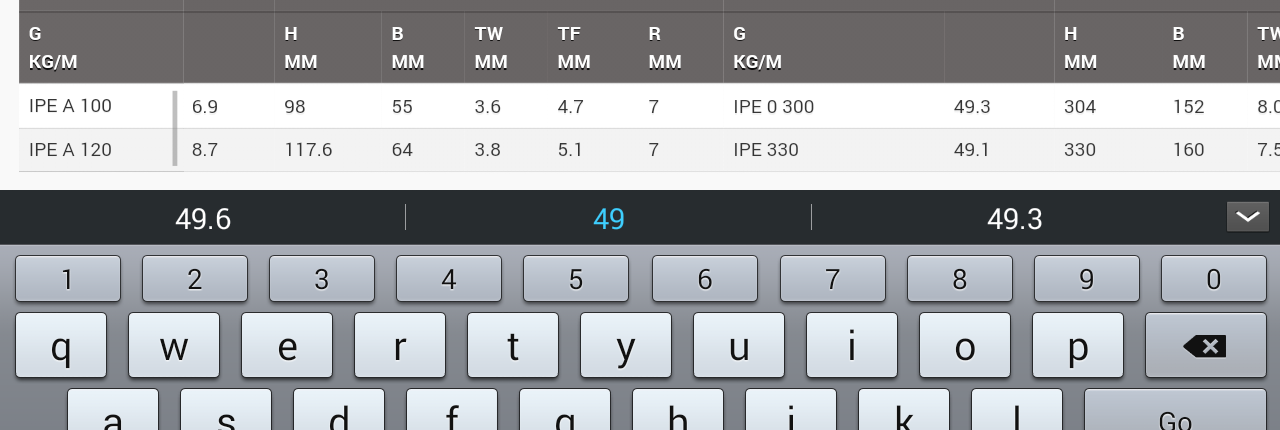 G H B TW TF R G H B TW
KG/M MM MM MM MM MM KG/M MM MM
IPE A 100 6.9 98 55 3.6 4.7 7 IPE 0 300 49.3 304 152 8.0
IPE A 120 8.7 117.6 64 3.8 5.1 7 IPE 330 49.1 330 160 7.5
49.6 49 49.3
1 2 3 4 5 6 7 8 9 0
q w e r t y u i o p
a s d f g h j k l Go